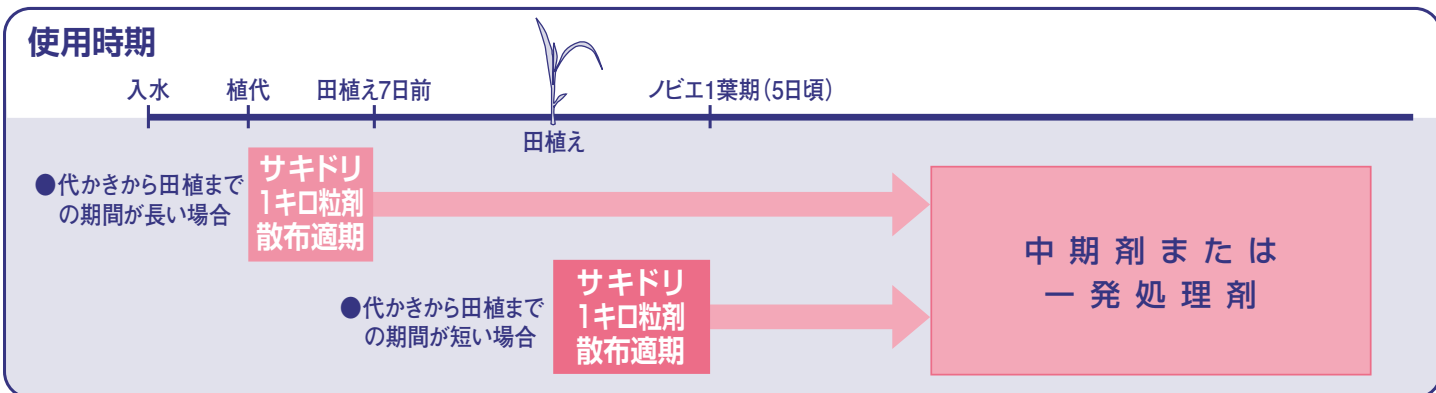 使用時期
入水
植代
田植え7日前
ノビエ1葉期(5日頃)
田植え
●代かきから田植まで
の期間が長い場合
サキドリ
1キロ粒剤
散布適期
●代かきから田植まで
の期間が短い場合
サキドリ
1キロ粒剤
散布適期
中期剤または
一発処理剤